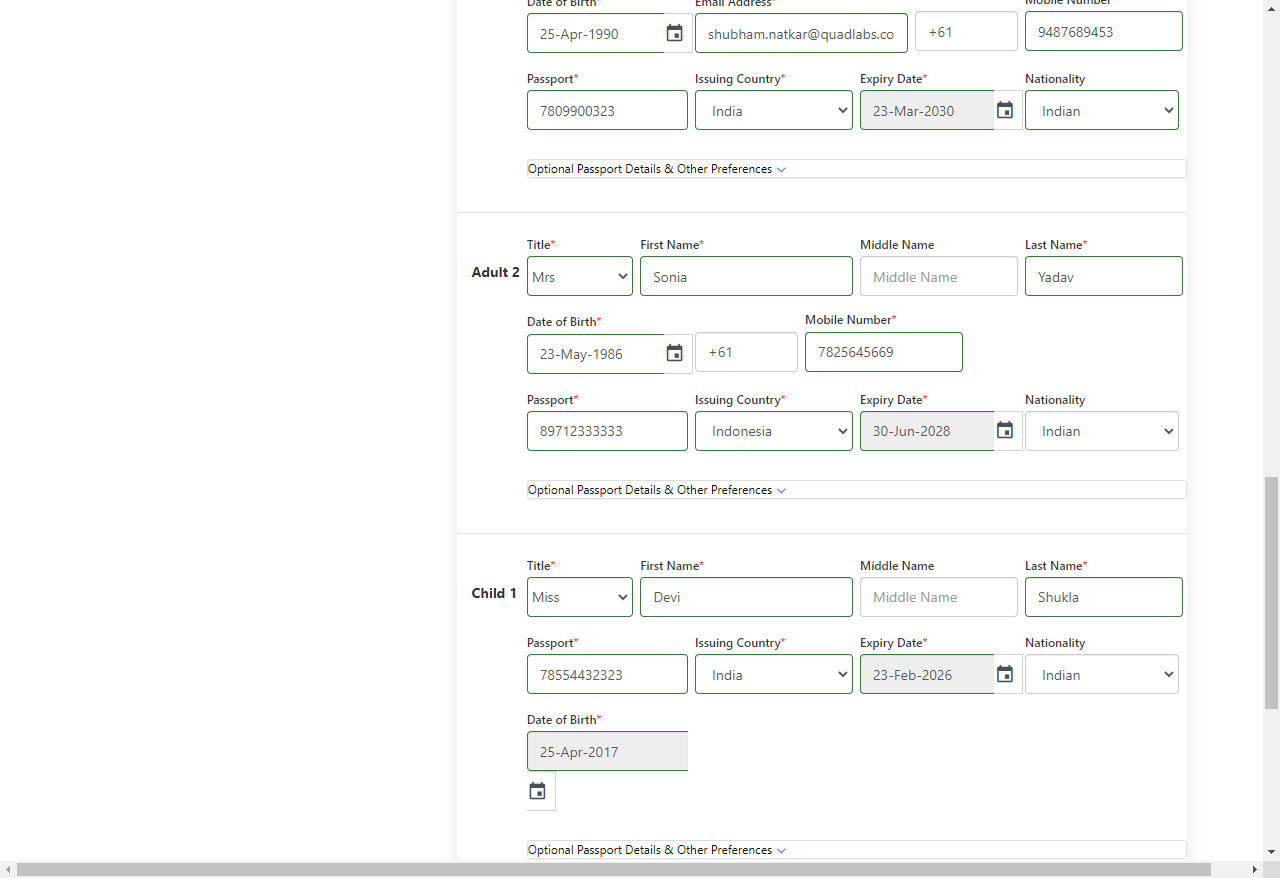 Date of Birth* Email Address* Mobile Number*
25-Apr-1990 shubham.natkar@quadlabs.co +61 9487689453
Passport* Issuing Country* Expiry Date* Nationality
7809900323 India 23-Mar-2030 Indian
Optional Passport Details & Other Preferences
Title* First Name* Middle Name Last Name*
Adult 2 Mrs Sonia Middle Name Yadav
Date of Birth* Mobile Number*
23-May-1986 +61 7825645669
Passport* Issuing Country* Expiry Date* Nationality
89712333333 Indonesia 30-Jun-2028 Indian
Optional Passport Details & Other Preferences
Title* First Name* Middle Name Last Name*
Child 1 Miss Devi Middle Name Shukla
Passport* Issuing Country* Expiry Date* Nationality
78554432323 India 23-Feb-2026 Indian
Date of Birth*
25-Apr-2017
Optional Passport Details & Other Preferences